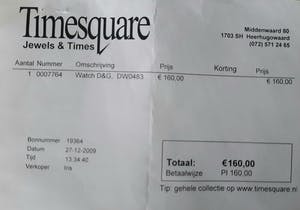 Timesquare
Jewels & Times
Middenwaard 80
1703 SH Heerhugowaard
(072) 571 24 65
Aantal Nummer Omschrijving Prijs Korting Prijs
1 0007764 Watch D&G, DW0483 € 160,00 € 160,00
Bonnummer 19364
Datum 27-12-2009
Tijd 13:34:40
Verkoper Iris
Totaal: €160,00
Betaalwijze PI 160,00
Tip: gehele collectie op www.timesquare.nl